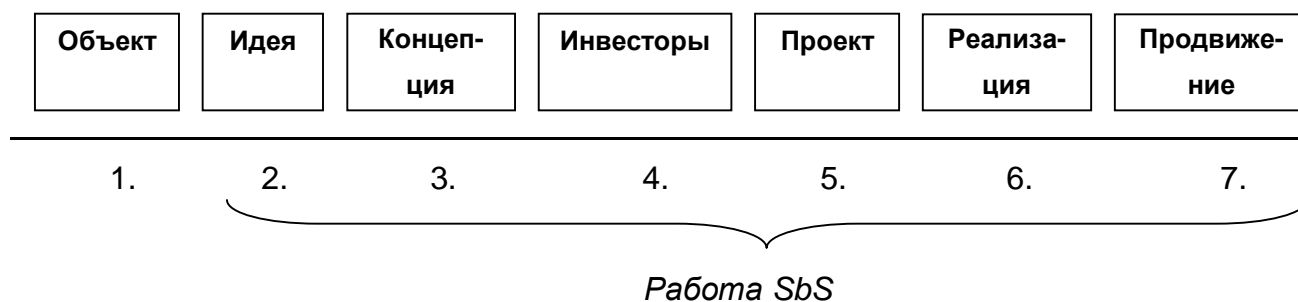 Объект Идея Концеп- Инвесторы Проект Реализа- Продвиже-
ция ция ние
1. 2. 3. 4. 5. 6. 7.
Работа SbS